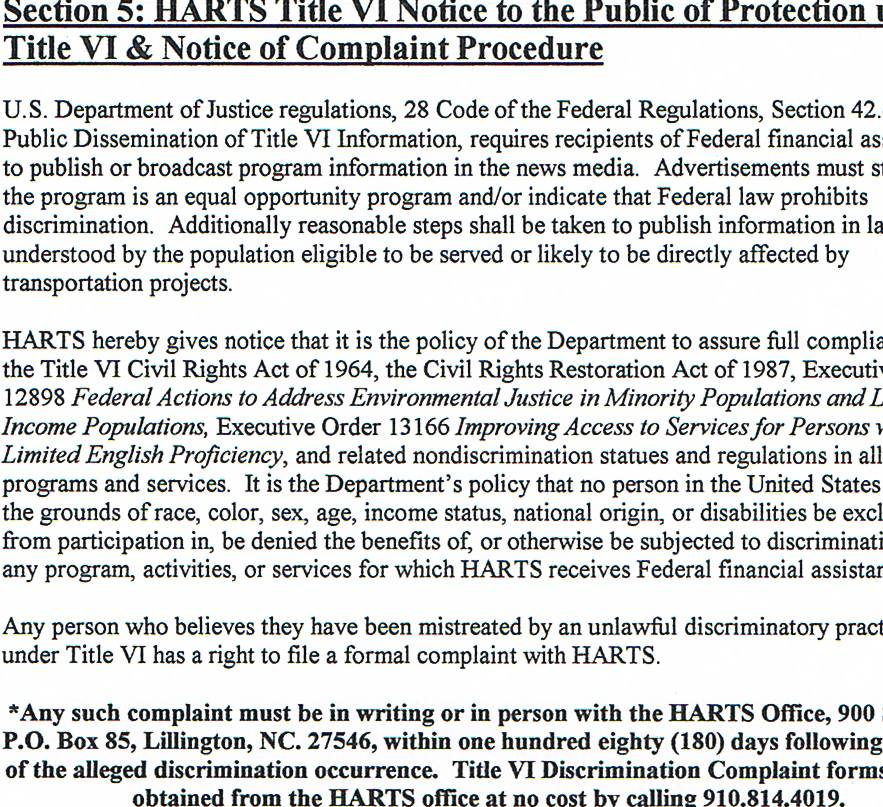 Section 5: HARTS Title VI Notice to the Public of Protection
Title VI & Notice of Complaint Procedure
U.S. Department of Justice regulations, 28 Code of the Federal Regulations, Section 42.
Public Dissemination of Title VI Information, requires recipients of Federal financial as
to publish or broadcast program information in the news media. Advertisements must s
the program is an equal opportunity program and/or indicate that Federal law prohibits
discrimination. Additionally reasonable steps shall be taken to publish information in la
understood by the population eligible to be served or likely to be directly affected by
transportation projects.
HARTS hereby gives notice that it is the policy of the Department to assure full complia
the Title VI Civil Rights Act of 1964, the Civil Rights Restoration Act of 1987, Executiv
12898 Federal Actions to Address Environmental Justice in Minority Populations and L
Income Populations, Executive Order 13166 Improving Access to Services for Persons
Limited English Proficiency, and related nondiscrimination statues and regulations in all
programs and services. It is the Department's policy that no person in the United States
the grounds of race, color, sex, age, income status, national origin, or disabilities be excl
from participation in, be denied the benefits of, or otherwise be subjected to discriminati
any program, activities, or services for which HARTS receives Federal financial assistan
Any person who believes they have been mistreated by an unlawful discriminatory pract
under Title VI has a right to file a formal complaint with HARTS.
*Any such complaint must be in writing or in person with the HARTS Office, 900
P.O. Box 85, Lillington, NC. 27546, within one hundred eighty (180) days following
of the alleged discrimination occurrence. Title VI Discrimination Complaint forms
obtained from the HARTS office at no cost by calling 910.814.4019.